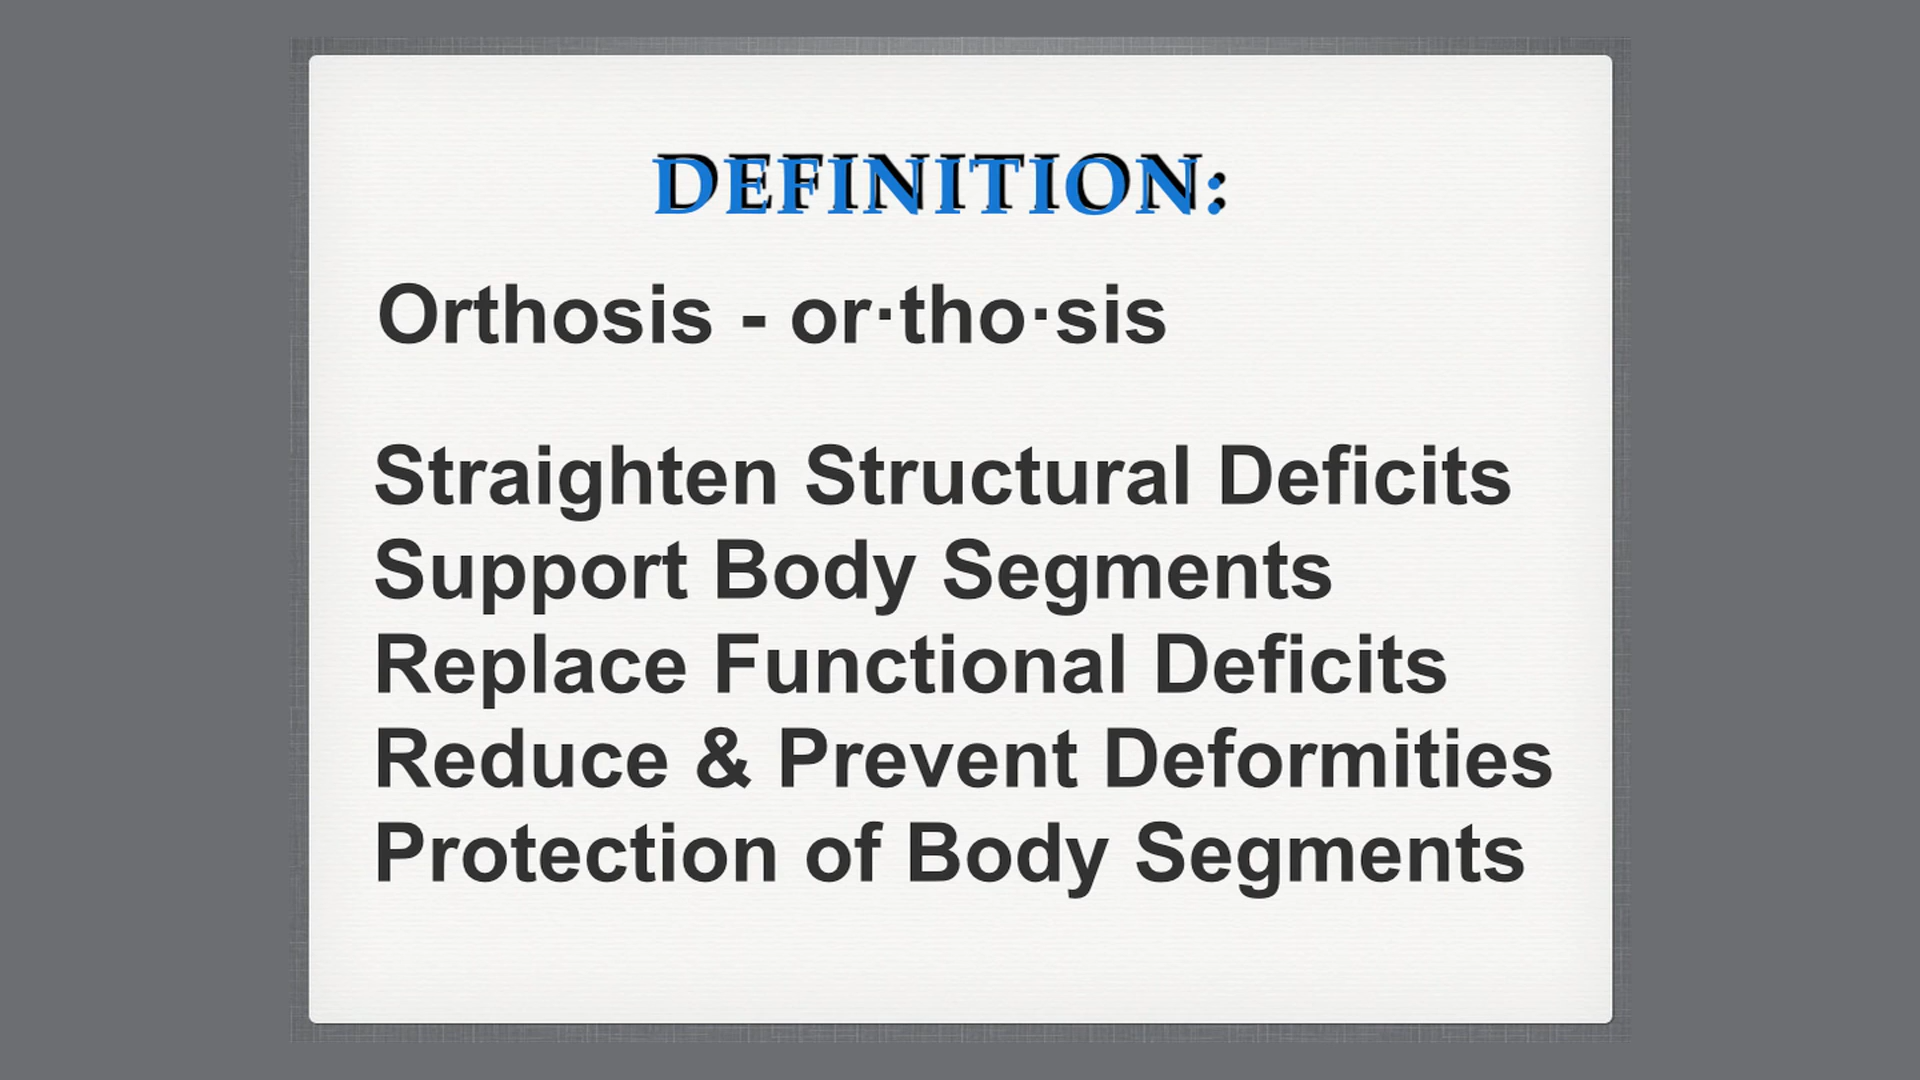 DEFINITION:
Orthosis - or·tho·sis
Straighten Structural Deficits
Support Body Segments
Replace Functional Deficits
Reduce & Prevent Deformities
Protection of Body Segments